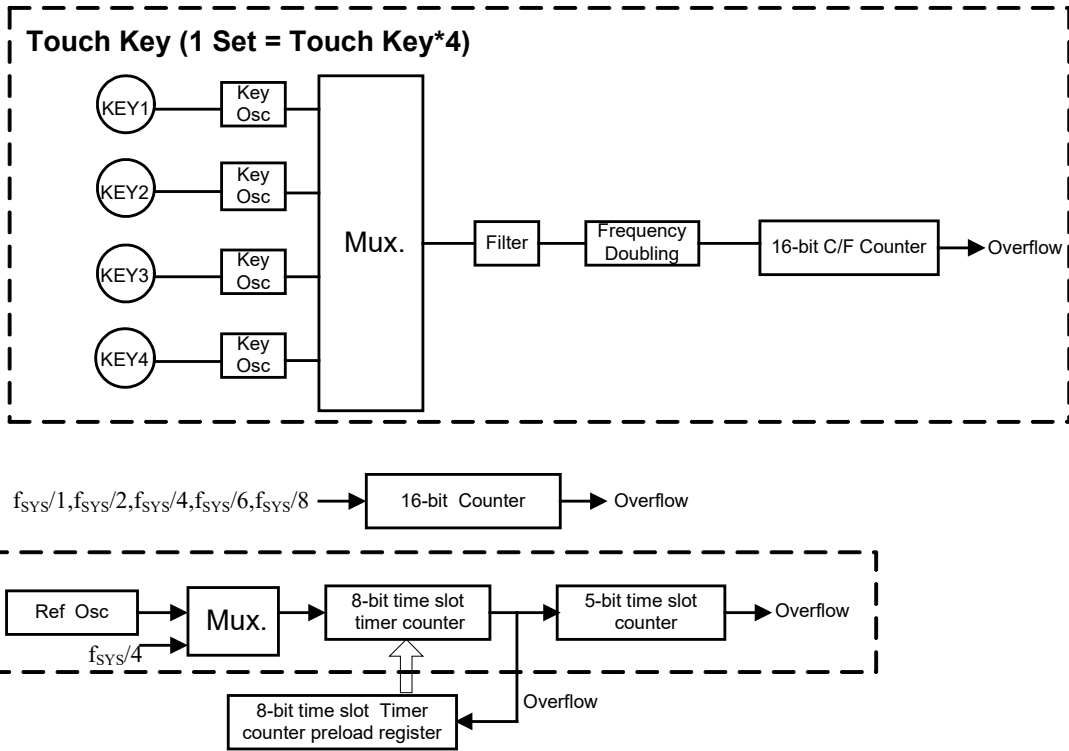 Touch Key (1 Set = Touch Key*4)
KEY1
Key
Osc
KEY2
Key
Osc
KEY3
Key
Osc
KEY4
Key
Osc
Mux.
Filter
Frequency
Doubling
16-bit C/F Counter
Overflow
fSYS/1,fSYS/2,fSYS/4,fSYS/6,fSYS/8
16-bit Counter
Overflow
Ref Osc
fSYS/4
Mux.
8-bit time slot
timer counter
5-bit time slot
counter
Overflow
Overflow
8-bit time slot Timer
counter preload register